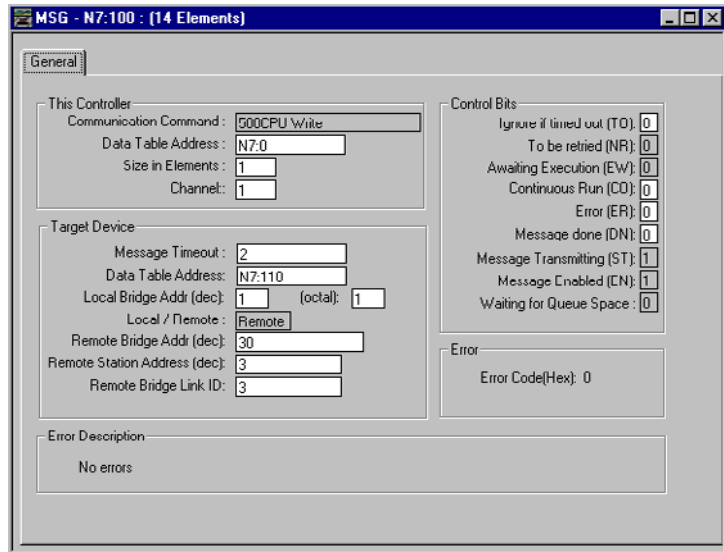 MSG - N7:100 : (14 Elements)
General
This Controller
Communication Command : 500CPU Write
Data Table Address : N7:0
Size in Elements : 1
Channel: 1
Target Device
Message Timeout : 2
Data Table Address: N7:110
Local Bridge Addr (dec): 1 (octal): 1
Local / Remote : Remote
Remote Bridge Addr (dec): 30
Remote Station Address (dec): 3
Remote Bridge Link ID: 3
Control Bits
Ignore if timed out (TO): 0
To be retried (NR): 0
Awaiting Execution (EW): 0
Continuous Run (CO): 0
Error (ER): 0
Message done (DN): 0
Message Transmitting (ST): 1
Message Enabled (EN): 1
Waiting for Queue Space : 0
Error
Error Code(Hex): 0
Error Description
No errors